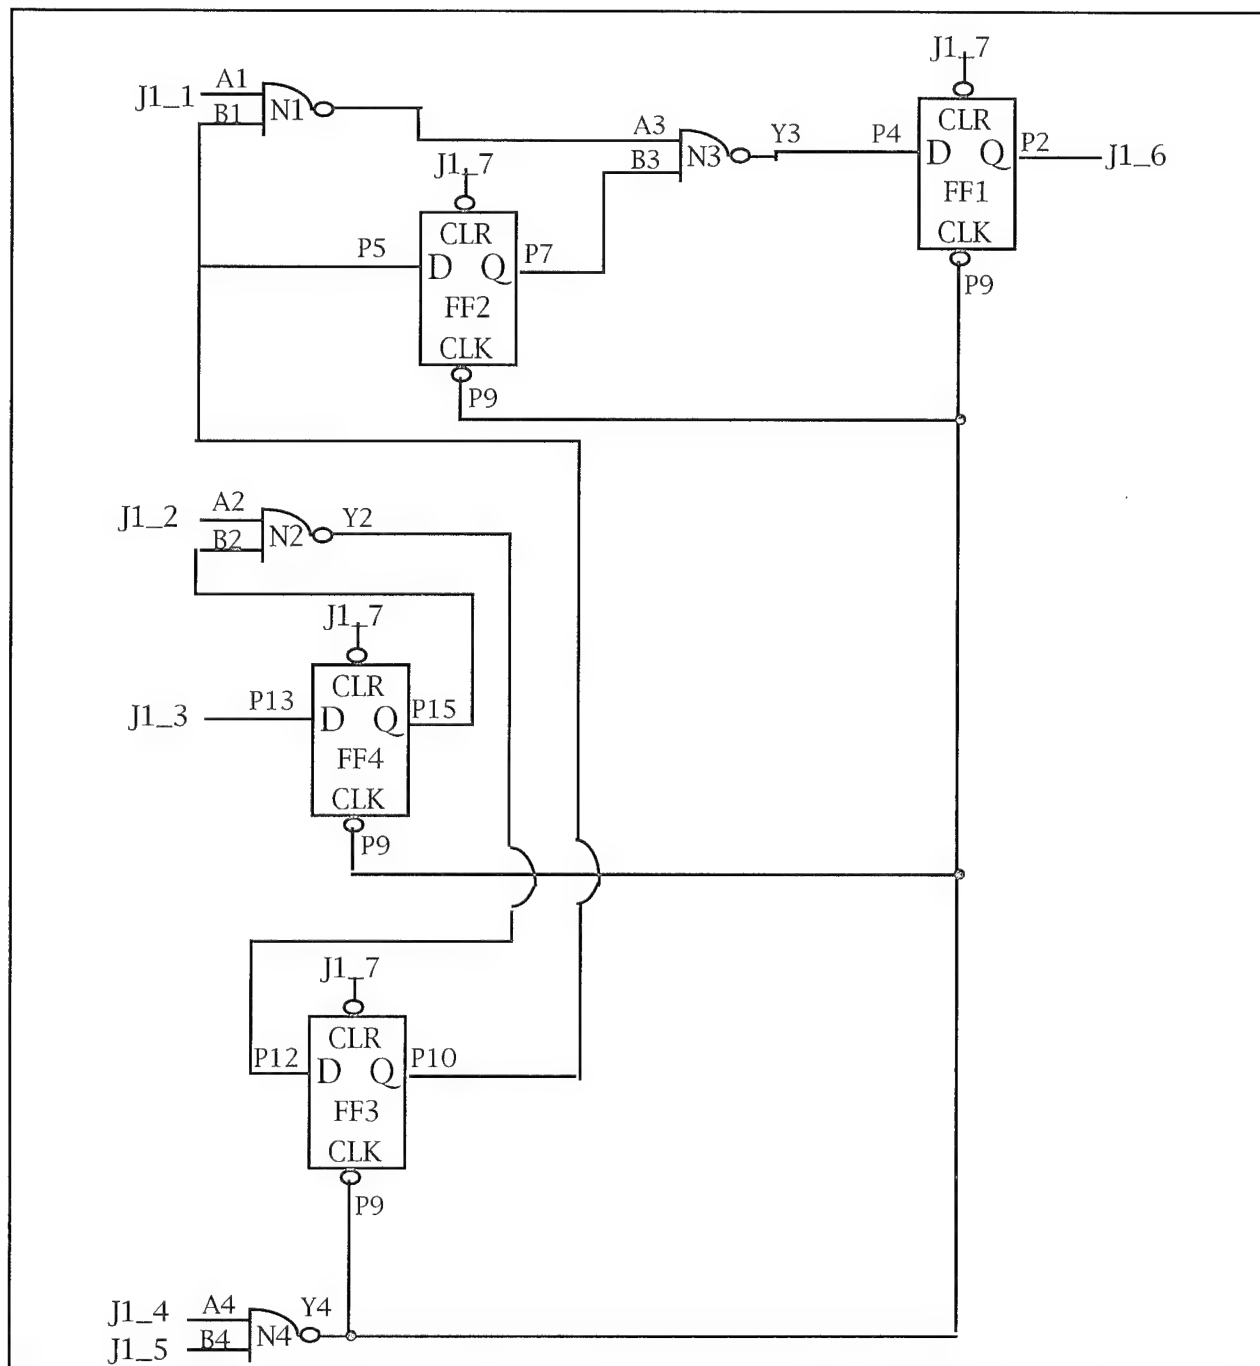 J1_7
J1_1 A1
B1 N1
A3 Y3 P4
B3 N3
CLR
D Q P2 J1_6
FF1
CLK
P9
J1_7
CLR
P5 D Q P7
FF2
CLK
P9
J1_2 A2
B2 N2 Y2
J1_7
CLR
J1_3 P13 D Q P15
FF4
CLK
P9
J1_7
CLR
P12 D Q P10
FF3
CLK
P9
J1_4 A4 Y4
J1_5 B4 N4